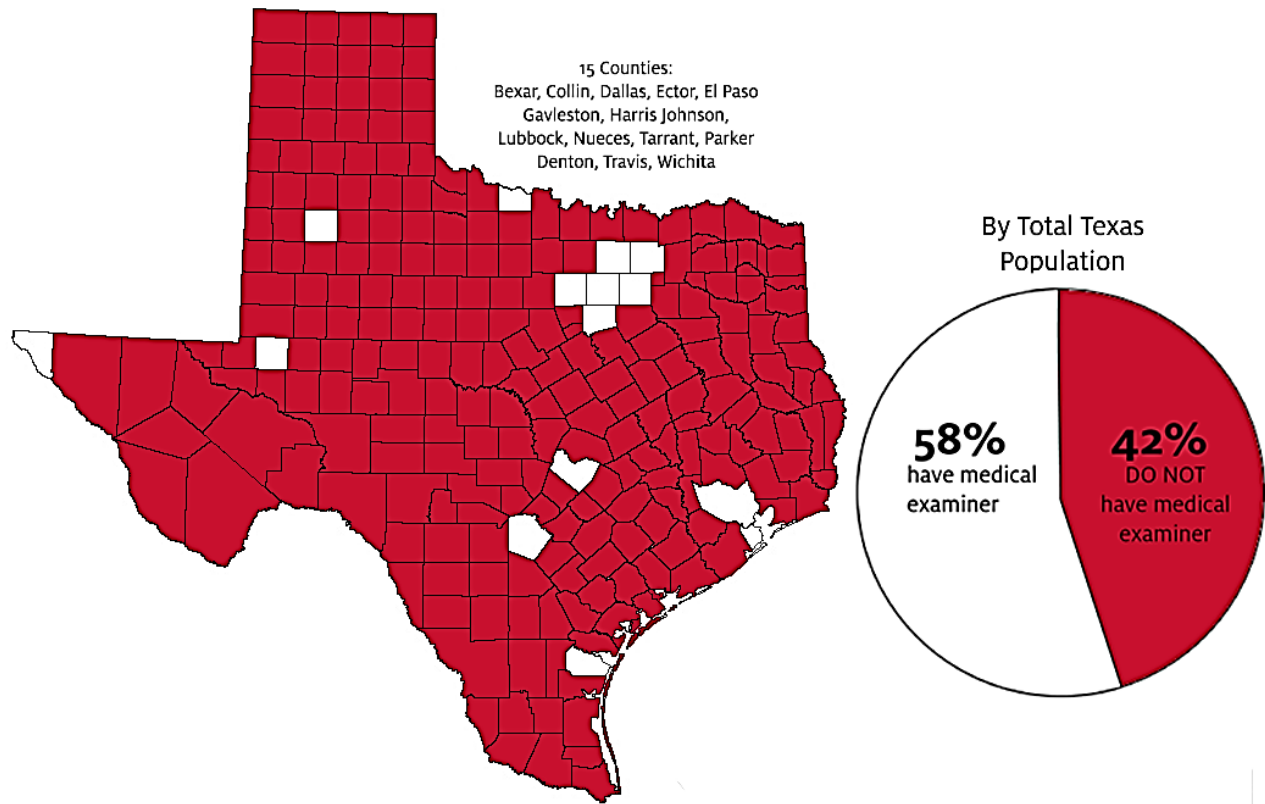 15 Counties:
Bexar, Collin, Dallas, Ector, El Paso
Gavleston, Harris Johnson,
Lubbock, Nueces, Tarrant, Parker
Denton, Travis, Wichita
By Total Texas
Population
58%
have medical
examiner
42%
DO NOT
have medical
examiner